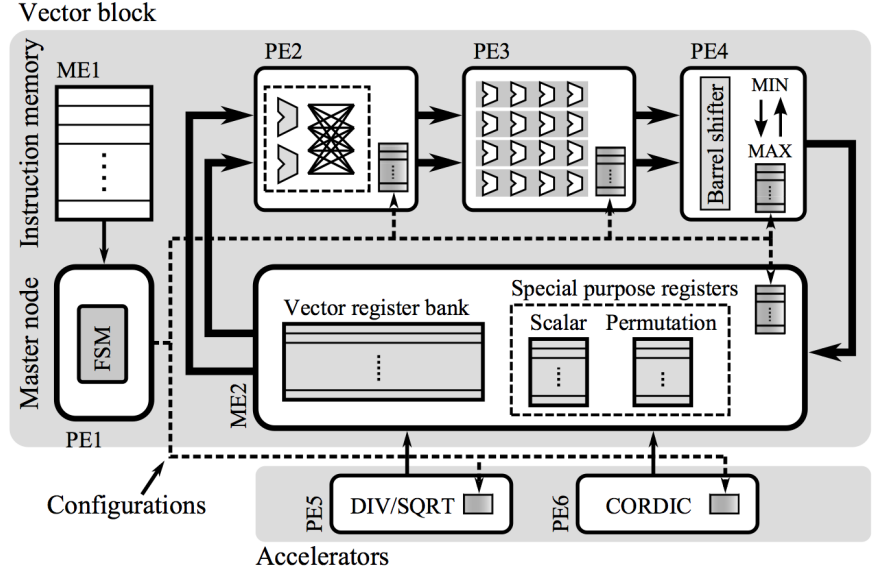 Vector block
Instruction memory
ME1
PE2
PE3
PE4
Barrel shifter
MIN
MAX
Master node
FSM
PE1
ME2
Vector register bank
Special purpose registers
Scalar
Permutation
Configurations
PE5
DIV/SQRT
PE6
CORDIC
Accelerators